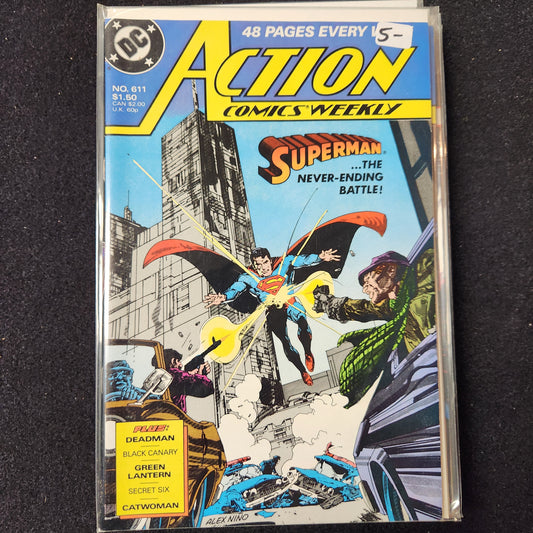 48 PAGES EVERY W
5-
DC
ACTION
COMICS WEEKLY
NO. 611
$1.50
CAN $2.00
U.K. 60p
SUPERMAN
...THE
NEVER-ENDING
BATTLE!
PLUS:
DEADMAN
BLACK CANARY
GREEN
LANTERN
SECRET SIX
CATWOMAN
ALEX NIÑO